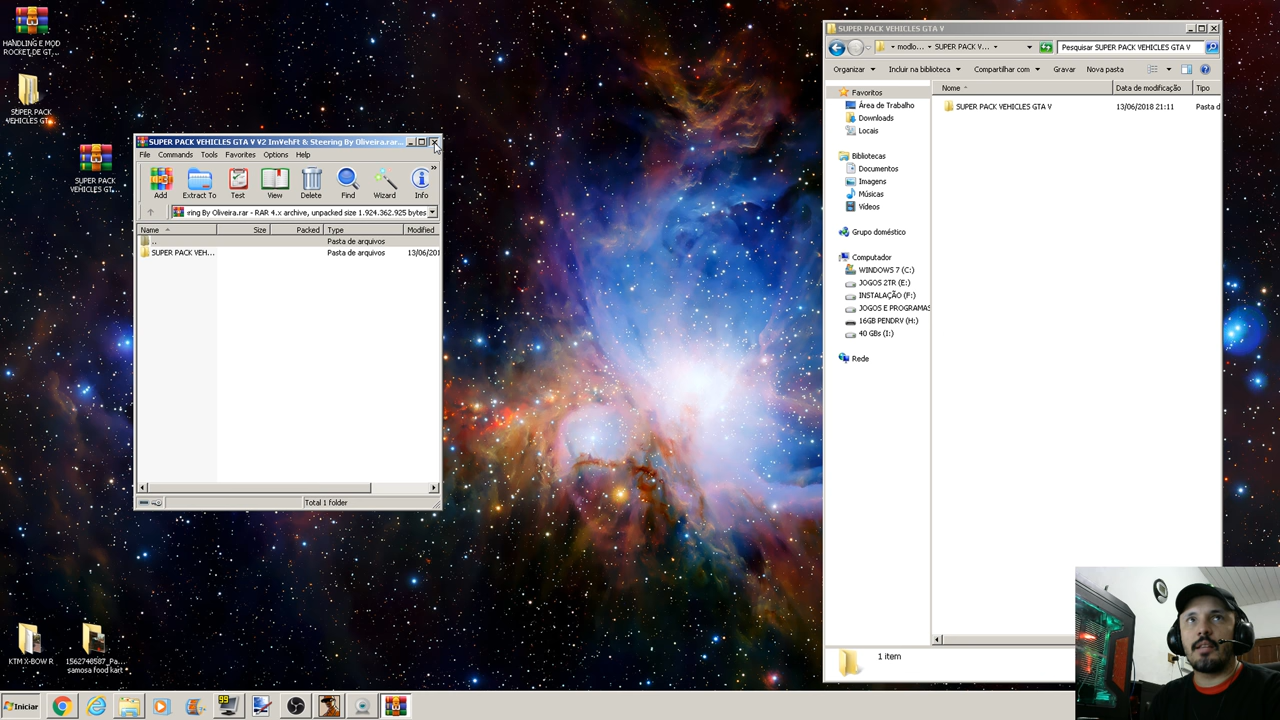 HANDLING E MOD
ROCKET DE GT...
SUPER PACK
VEHICLES GT...
SUPER PACK
VEHICLES GT...
SUPER PACK VEHICLES GTA V V2 ImVehFt & Steering By Oliveira.rar...
File Commands Tools Favorites Options Help
Add Extract To Test View Delete Find Wizard Info
»
ring By Oliveira.rar - RAR 4.x archive, unpacked size 1.924.362.925 bytes
Name Size Packed Type Modified
.. Pasta de arquivos
SUPER PACK VEH... Pasta de arquivos 13/06/201
Total 1 folder
SUPER PACK VEHICLES GTA V
modlo... SUPER PACK V... Pesquisar SUPER PACK VEHICLES GTA V
Organizar Incluir na biblioteca Compartilhar com Gravar Nova pasta
Favoritos
Área de Trabalho
Downloads
Locais
Bibliotecas
Documentos
Imagens
Músicas
Vídeos
Grupo doméstico
Computador
WINDOWS 7 (C:)
JOGOS 2TR (E:)
INSTALAÇÃO (F:)
JOGOS E PROGRAMAS
16GB PENDRV (H:)
40 GBs (I:)
Rede
Nome Data de modificação Tipo
SUPER PACK VEHICLES GTA V 13/06/2018 21:11 Pasta d
1 item
KTM X-BOW R
1562748587_Pa...
samosa food kart
Iniciar
99